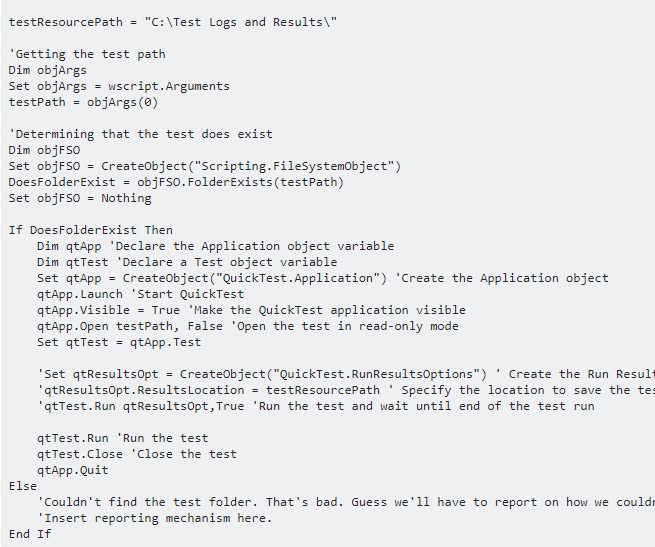 testResourcePath = "C:\Test Logs and Results\"

'Getting the test path
Dim objArgs
Set objArgs = wscript.Arguments
testPath = objArgs(0)

'Determining that the test does exist
Dim objFSO
Set objFSO = CreateObject("Scripting.FileSystemObject")
DoesFolderExist = objFSO.FolderExists(testPath)
Set objFSO = Nothing

If DoesFolderExist Then
    Dim qtApp 'Declare the Application object variable
    Dim qtTest 'Declare a Test object variable
    Set qtApp = CreateObject("QuickTest.Application") 'Create the Application object
    qtApp.Launch 'Start QuickTest
    qtApp.Visible = True 'Make the QuickTest application visible
    qtApp.Open testPath, False 'Open the test in read-only mode
    Set qtTest = qtApp.Test

    'Set qtResultsOpt = CreateObject("QuickTest.RunResultsOptions") ' Create the Run Result
    'qtResultsOpt.ResultsLocation = testResourcePath ' Specify the location to save the tes
    'qtTest.Run qtResultsOpt,True 'Run the test and wait until end of the test run

    qtTest.Run 'Run the test
    qtTest.Close 'Close the test
    qtApp.Quit
Else
    'Couldn't find the test folder. That's bad. Guess we'll have to report on how we couldn
    'Insert reporting mechanism here.
End If